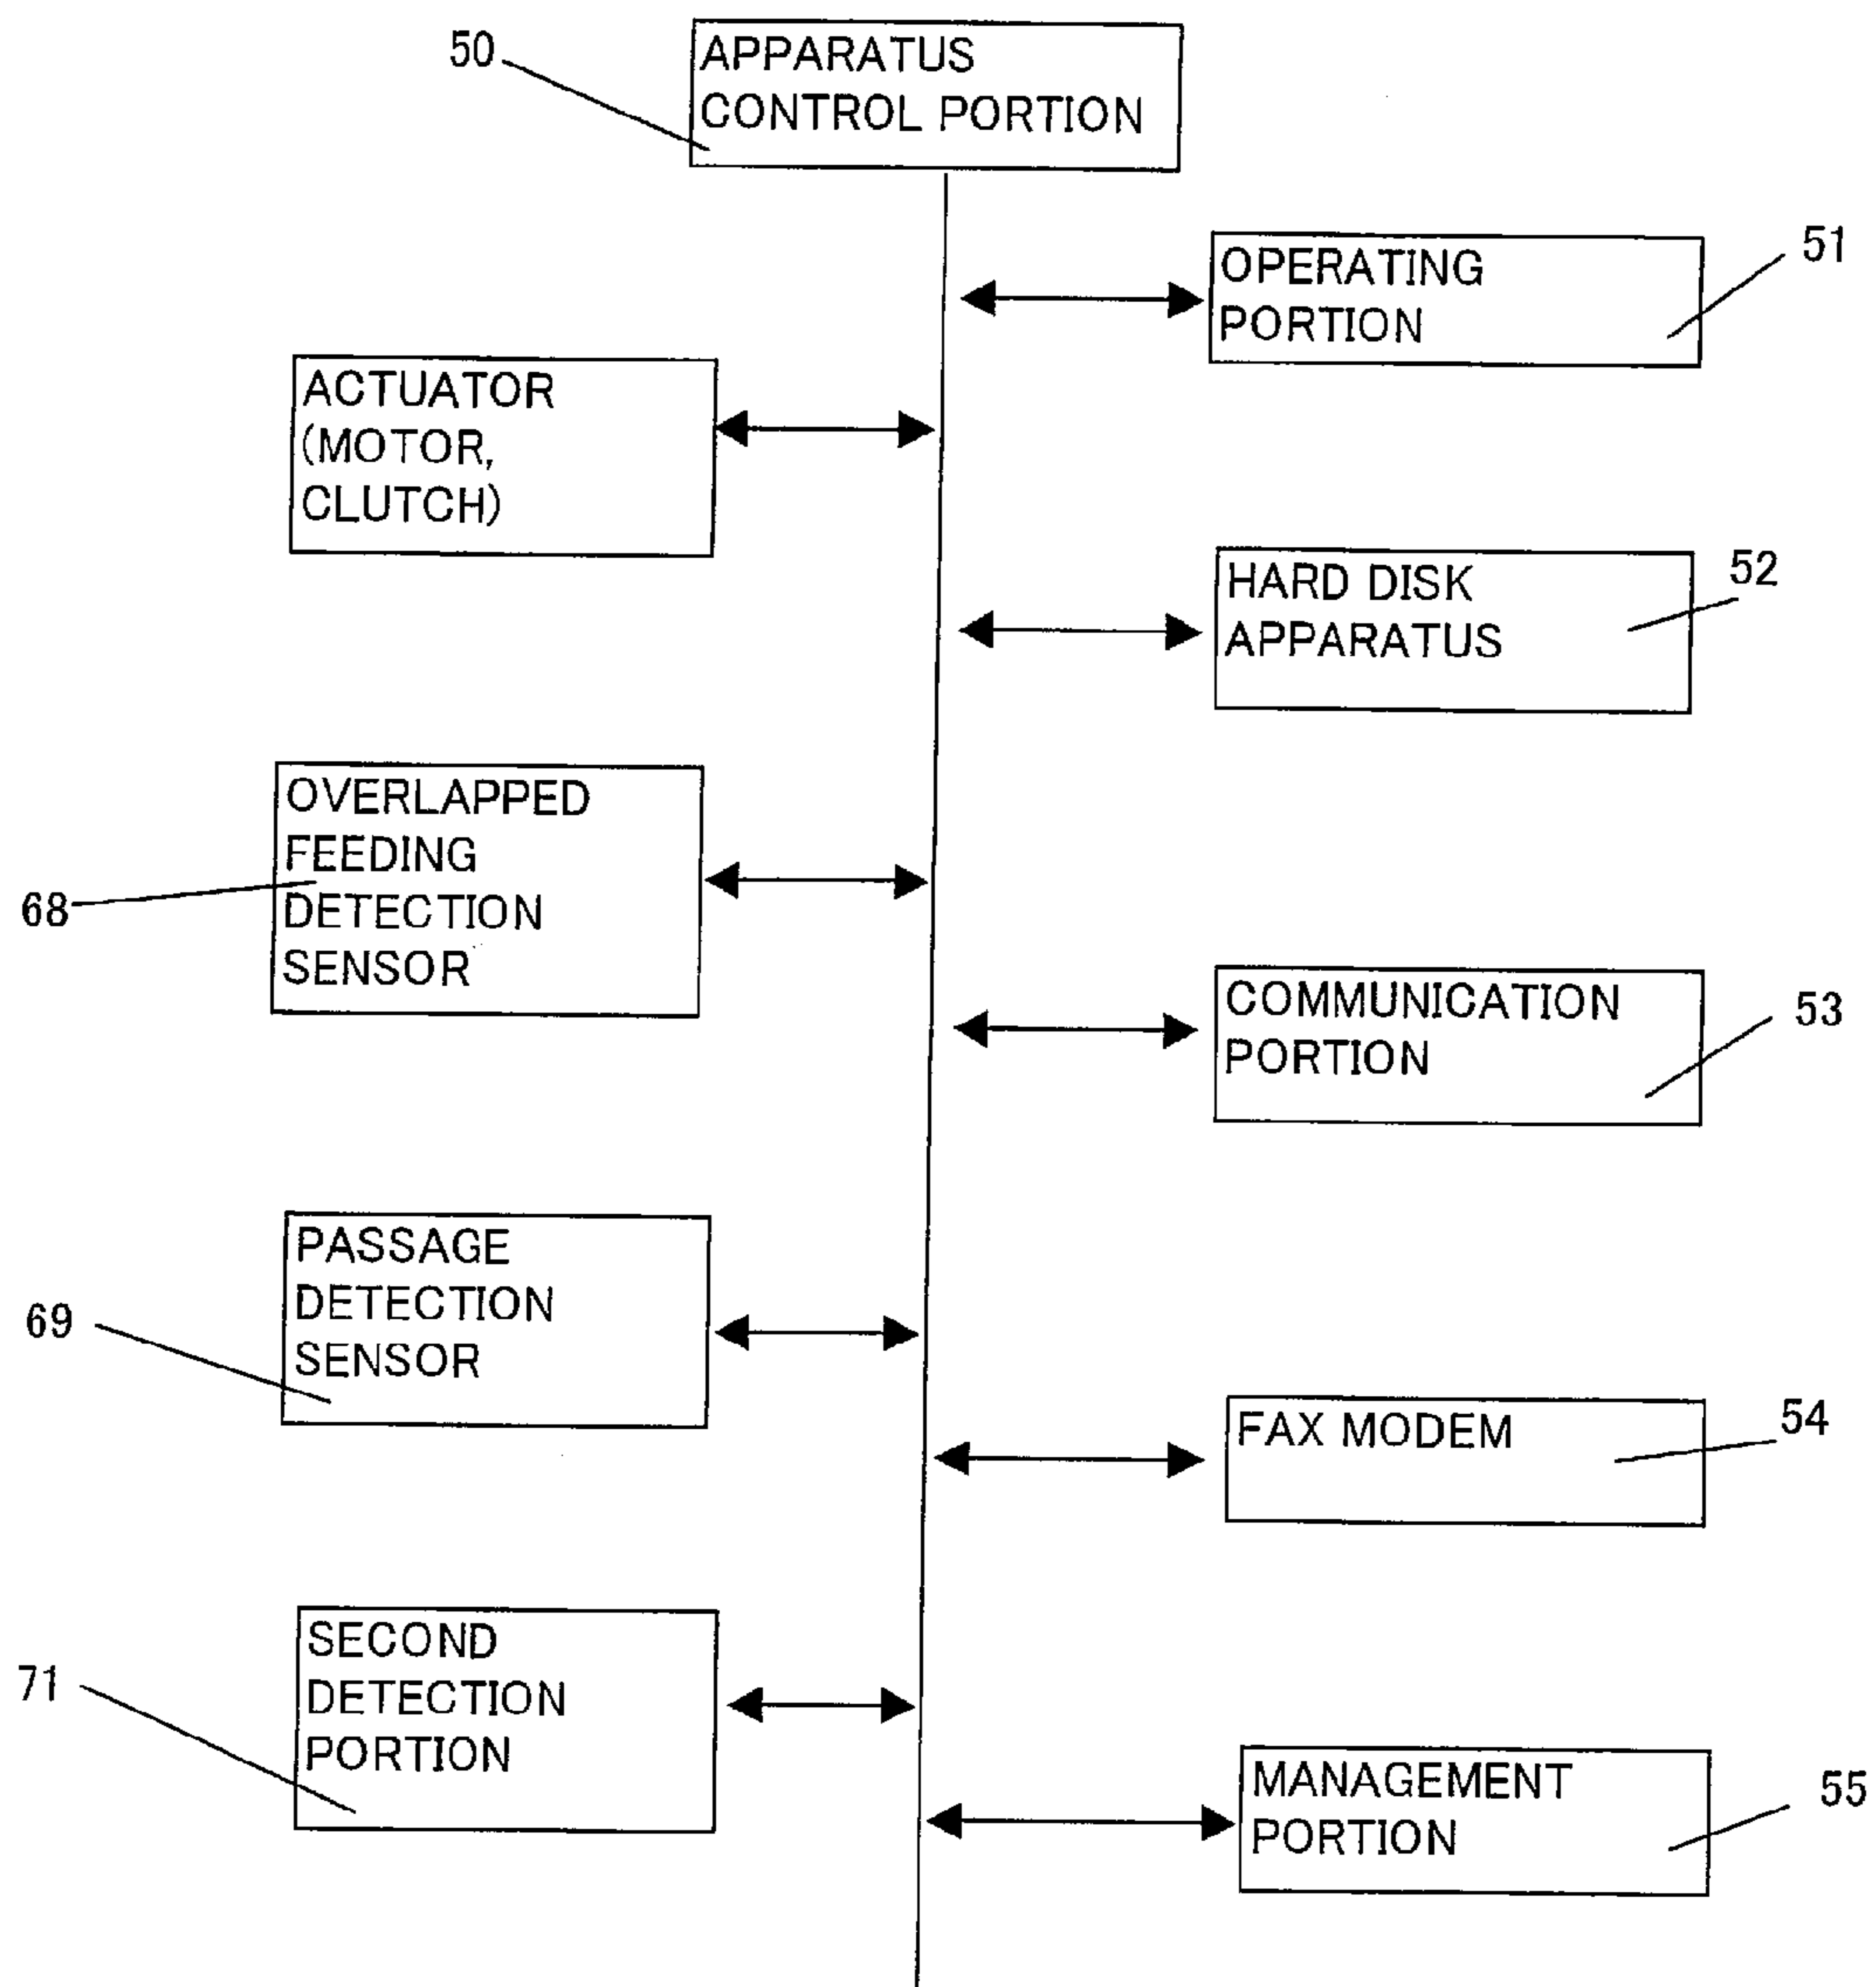 50
APPARATUS
CONTROL PORTION
OPERATING
PORTION
51
ACTUATOR
(MOTOR,
CLUTCH)
HARD DISK
APPARATUS
52
OVERLAPPED
FEEDING
DETECTION
SENSOR
68
COMMUNICATION
PORTION
53
PASSAGE
DETECTION
SENSOR
69
FAX MODEM
54
SECOND
DETECTION
PORTION
71
MANAGEMENT
PORTION
55